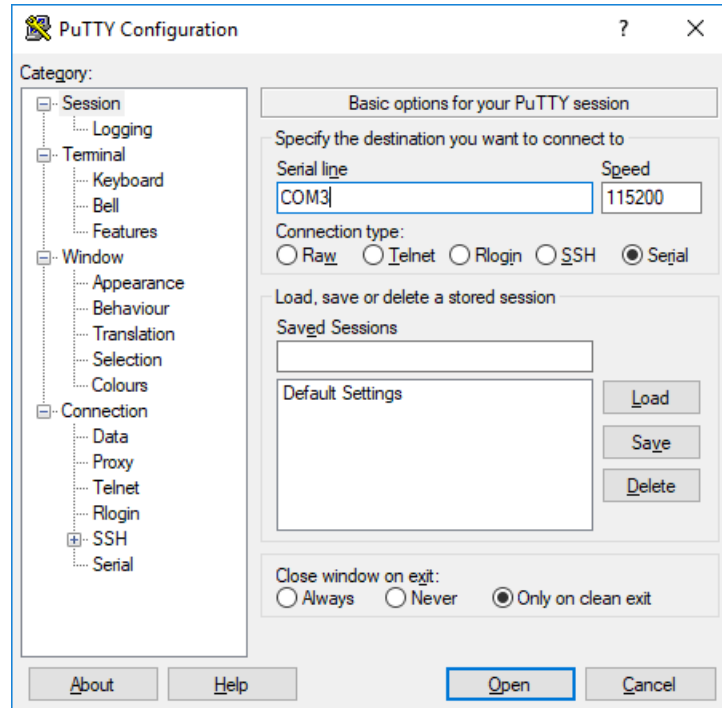 PuTTY Configuration
?
Category:
Session
Logging
Terminal
Keyboard
Bell
Features
Window
Appearance
Behaviour
Translation
Selection
Colours
Connection
Data
Proxy
Telnet
Rlogin
SSH
Serial
Basic options for your PuTTY session
Specify the destination you want to connect to
Serial line Speed
COM3 115200
Connection type:
Raw Telnet Rlogin SSH Serial
Load, save or delete a stored session
Saved Sessions
Default Settings
Load
Save
Delete
Close window on exit:
Always Never Only on clean exit
About Help Open Cancel